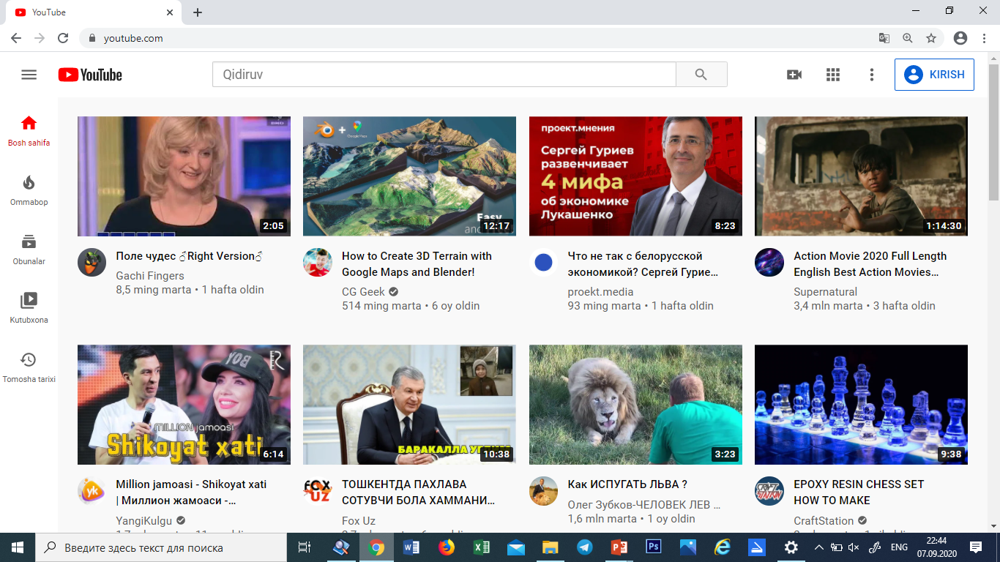 YouTube
youtube.com
YouTube
Qidiruv
KIRISH
Bosh sahifa
Ommabop
Obunalar
Kutubxona
Tomosha tarixi
2:05
Поле чудес ♂Right Version♂
Gachi Fingers
8,5 ming marta • 1 hafta oldin
+
Google Maps
Easy
12:17
How to Create 3D Terrain with
Google Maps and Blender!
CG Geek
514 ming marta • 6 oy oldin
проект.мнения
Сергей Гуриев
развенчивает
4 мифа
об экономике
Лукашенко
8:23
Что не так с белорусской
экономикой? Сергей Гурие...
proekt.media
93 ming marta • 1 hafta oldin
1:14:30
Action Movie 2020 Full Length
English Best Action Movies...
Supernatural
3,4 mln marta • 3 hafta oldin
BOY
MILLION jamoasi
Shikoyat xati
6:14
yk
Million jamoasi - Shikoyat xati
| Миллион жамоаси -...
YangiKulgu
БАРАКАЛЛА
10:38
FOX
UZ
ТОШКЕНТДА ПАХЛАВА
СОТУВЧИ БОЛА ХАММАНИ...
Fox Uz
3:23
Как ИСПУГАТЬ ЛЬВА ?
Олег Зубков-ЧЕЛОВЕК ЛЕВ ...
1,6 mln marta • 1 oy oldin
9:38
CRAFT
STATION
EPOXY RESIN CHESS SET
HOW TO MAKE
CraftStation
Введите здесь текст для поиска
Ps
ENG
22:44
07.09.2020